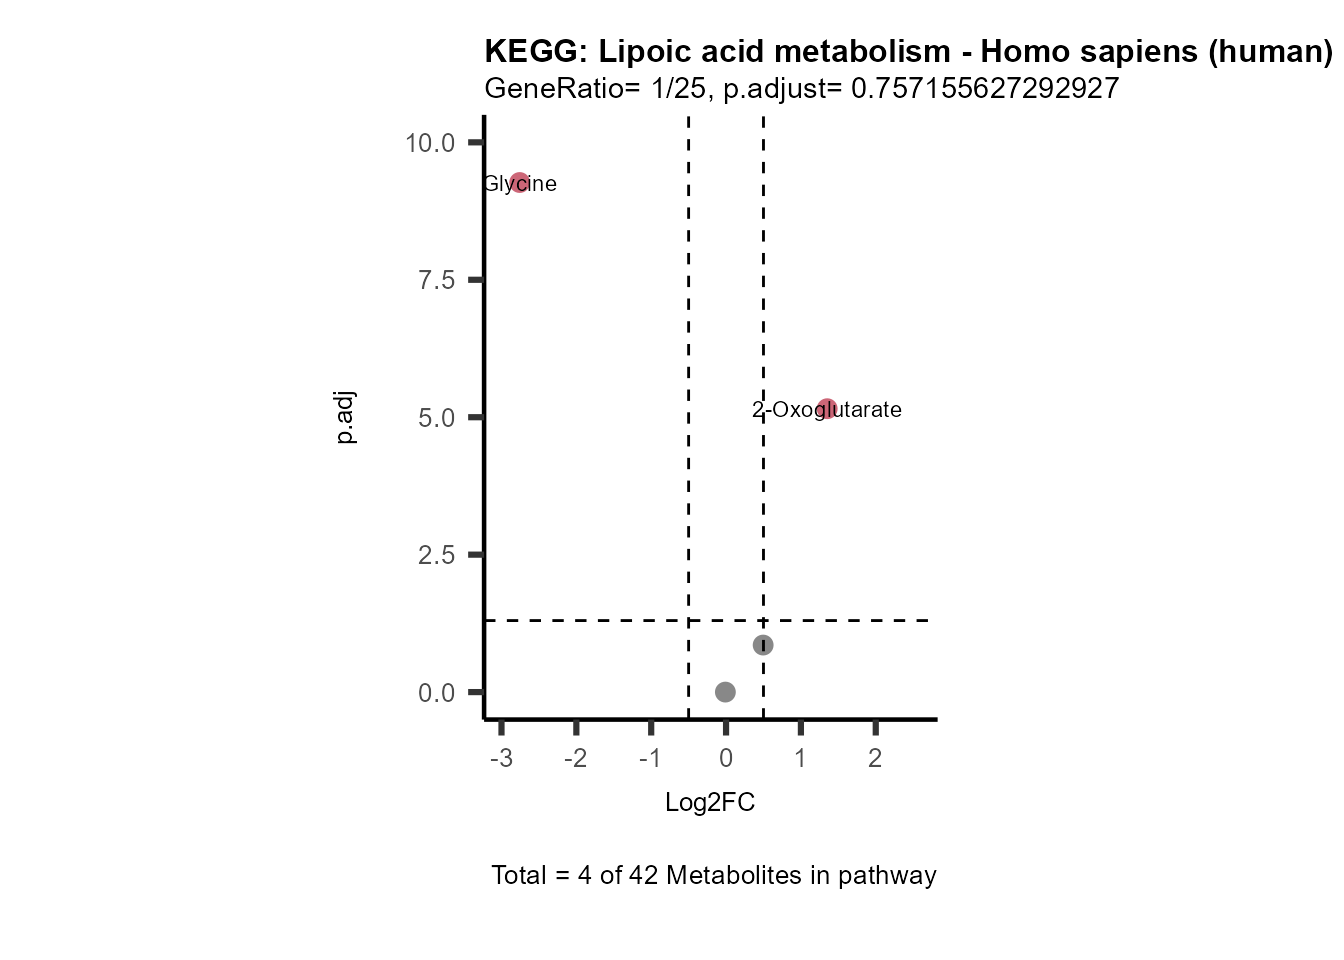 KEGG: Lipoic acid metabolism - Homo sapiens (human)
GeneRatio= 1/25, p.adjust= 0.757155627292927
10.0
Glycine
7.5
p.adj
5.0
2-Oxoglutarate
2.5
0.0
-3 -2 -1 0 1 2
Log2FC
Total = 4 of 42 Metabolites in pathway